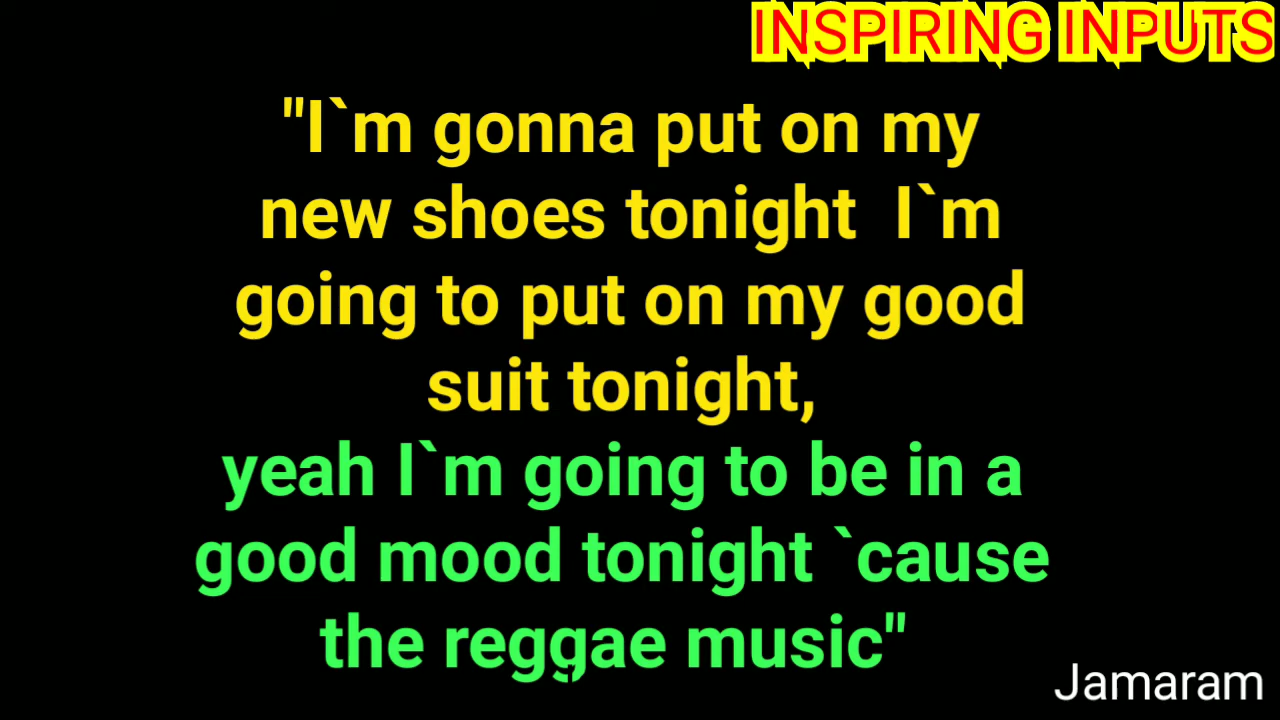 INSPIRING INPUTS
"I`m gonna put on my
new shoes tonight  I`m
going to put on my good
suit tonight,
yeah I`m going to be in a
good mood tonight `cause
the reggae music"
Jamaram